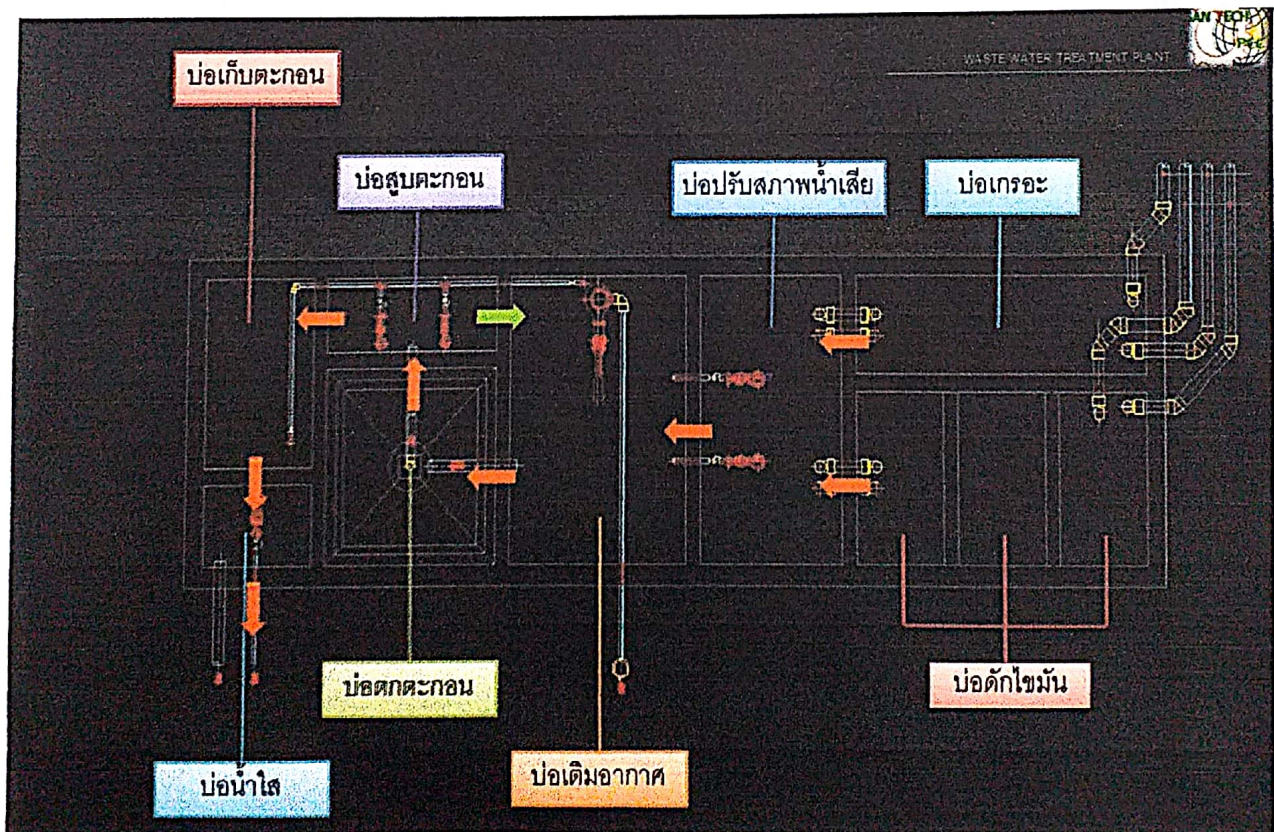 SAN TECH
WASTE WATER TREATMENT PLANT
บ่อเก็บตะกอน
บ่อสูบตะกอน
บ่อปรับสภาพน้ำเสีย
บ่อเกรอะ
บ่อตกตะกอน
บ่อดักไขมัน
บ่อน้ำใส
บ่อเติมอากาศ